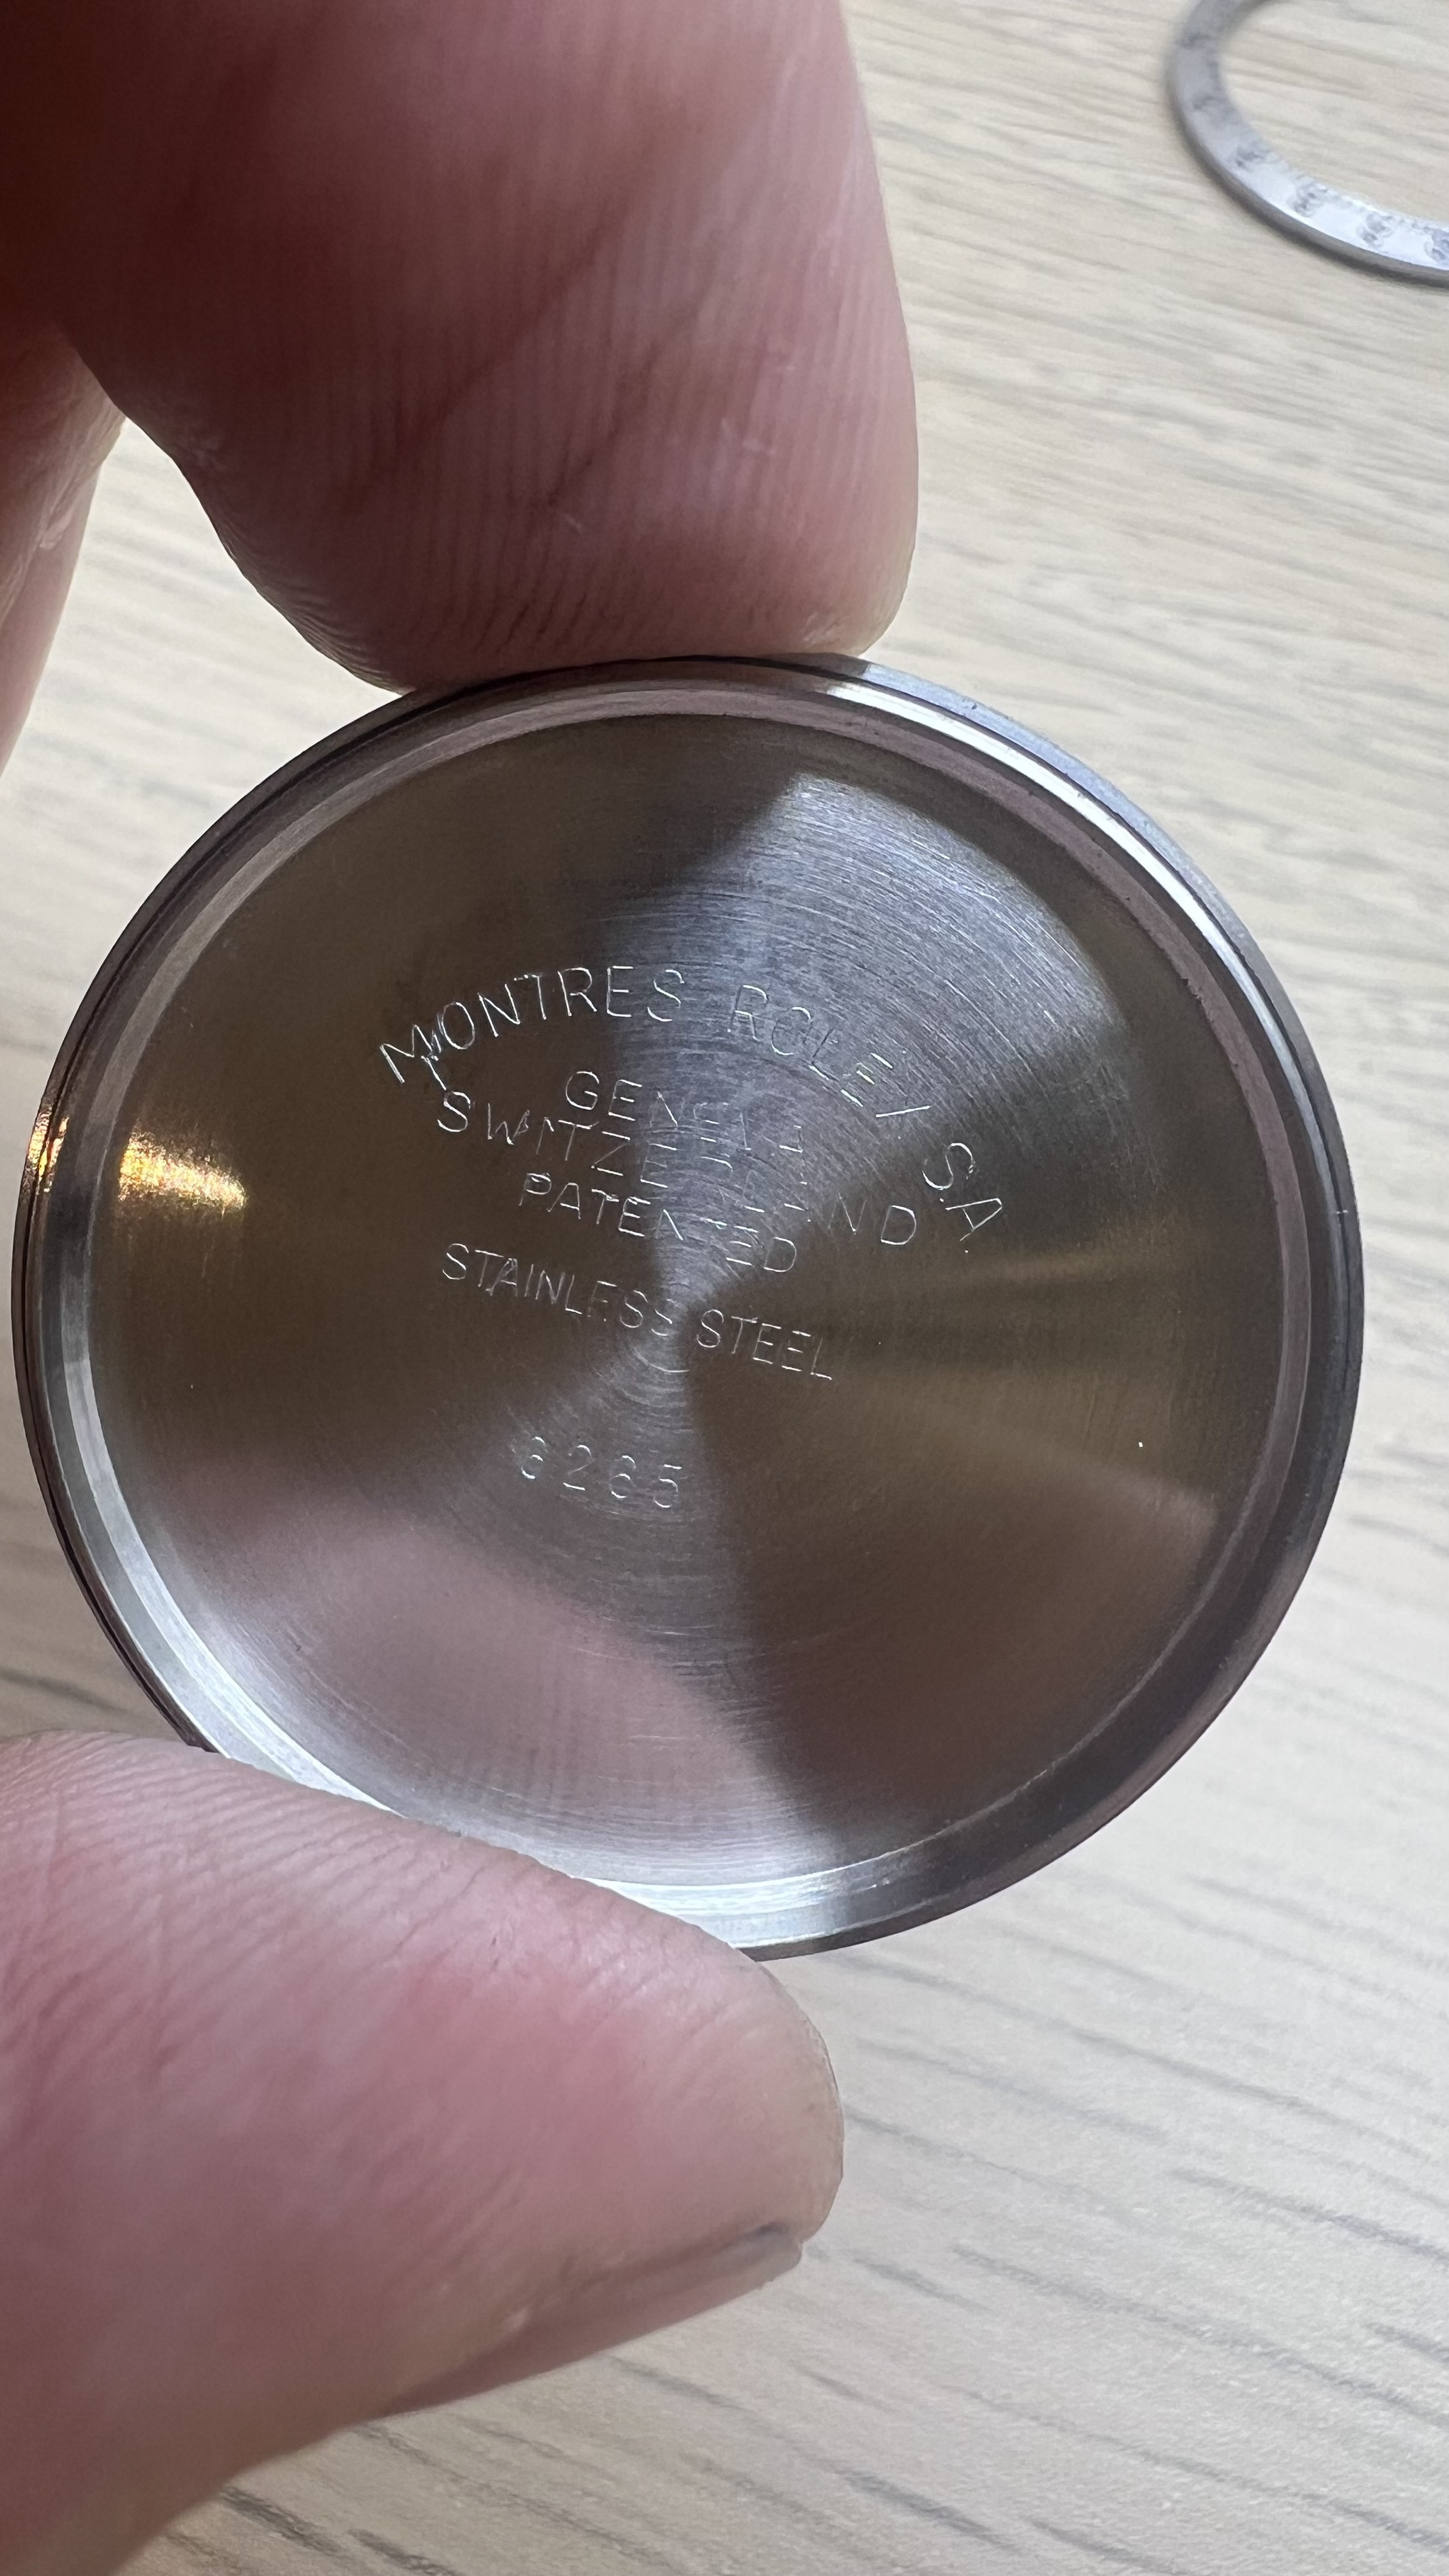 MONTRES ROLEX S.A.
GENEVA
SWITZERLAND
PATENTED
STAINLESS STEEL
6265